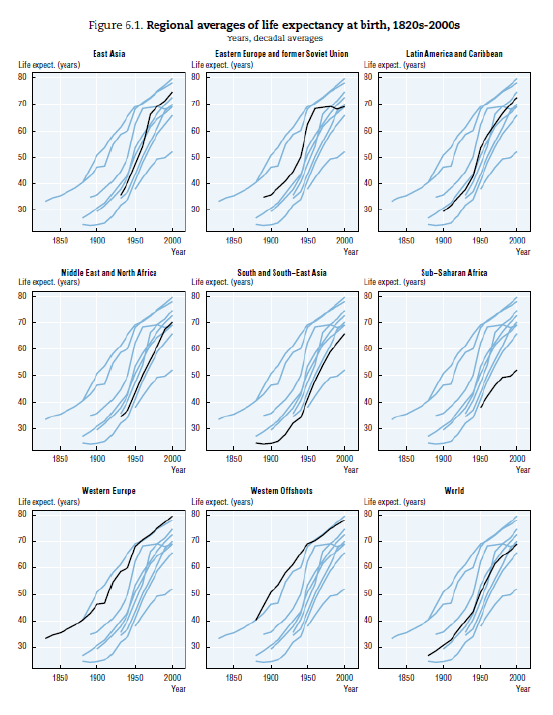 Figure 6.1. Regional averages of life expectancy at birth, 1820s-2000s
Years, decadal averages
East Asia
Life expect. (years)
80
70
60
50
40
30
1850 1900 1950 2000
Year
Eastern Europe and former Soviet Union
Life expect. (years)
80
70
60
50
40
30
1850 1900 1950 2000
Year
Latin America and Caribbean
Life expect. (years)
80
70
60
50
40
30
1850 1900 1950 2000
Year
Middle East and North Africa
Life expect. (years)
80
70
60
50
40
30
1850 1900 1950 2000
Year
South and South–East Asia
Life expect. (years)
80
70
60
50
40
30
1850 1900 1950 2000
Year
Sub–Saharan Africa
Life expect. (years)
80
70
60
50
40
30
1850 1900 1950 2000
Year
Western Europe
Life expect. (years)
80
70
60
50
40
30
1850 1900 1950 2000
Year
Western Offshoots
Life expect. (years)
80
70
60
50
40
30
1850 1900 1950 2000
Year
World
Life expect. (years)
80
70
60
50
40
30
1850 1900 1950 2000
Year